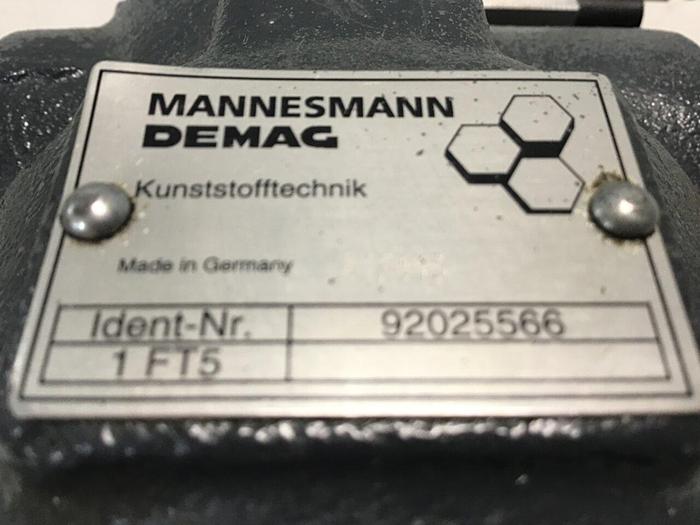 MANNESMANN
DEMAG
Kunststofftechnik
Made in Germany
Ident-Nr. 92025566
1 FT5